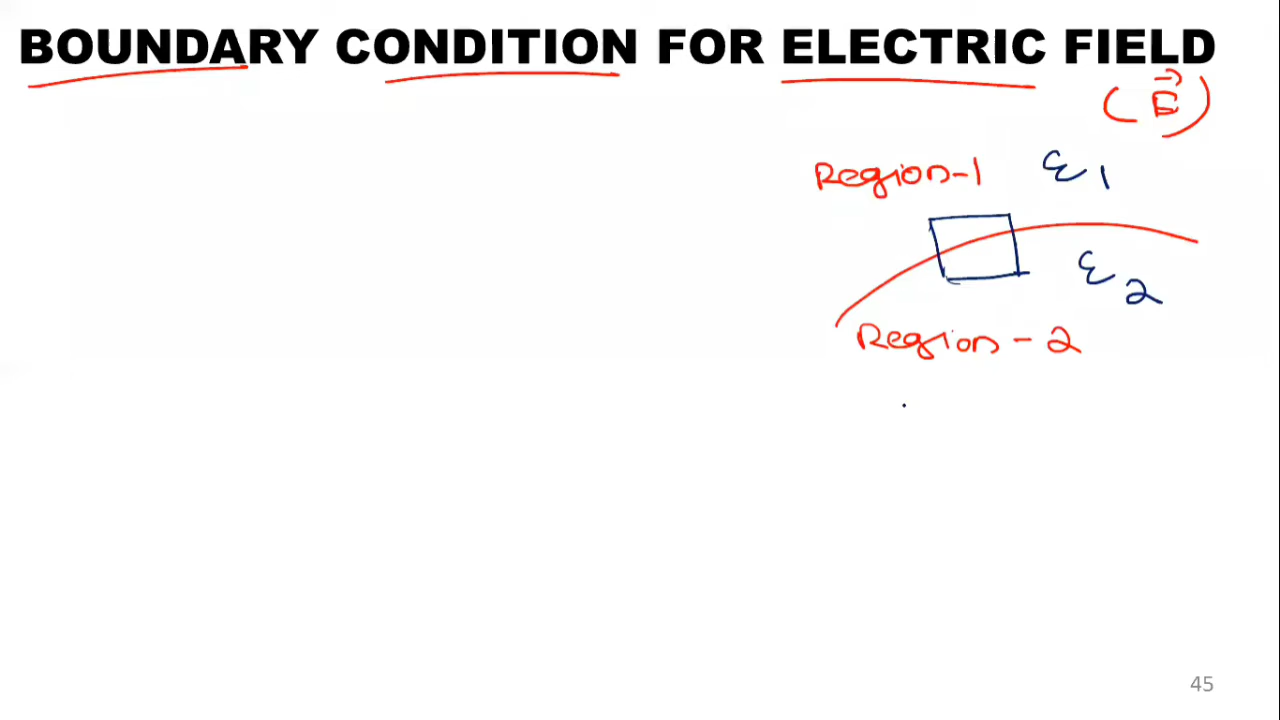 BOUNDARY CONDITION FOR ELECTRIC FIELD
(E⃗)
Region-1 ε1
ε2
Region-2
45